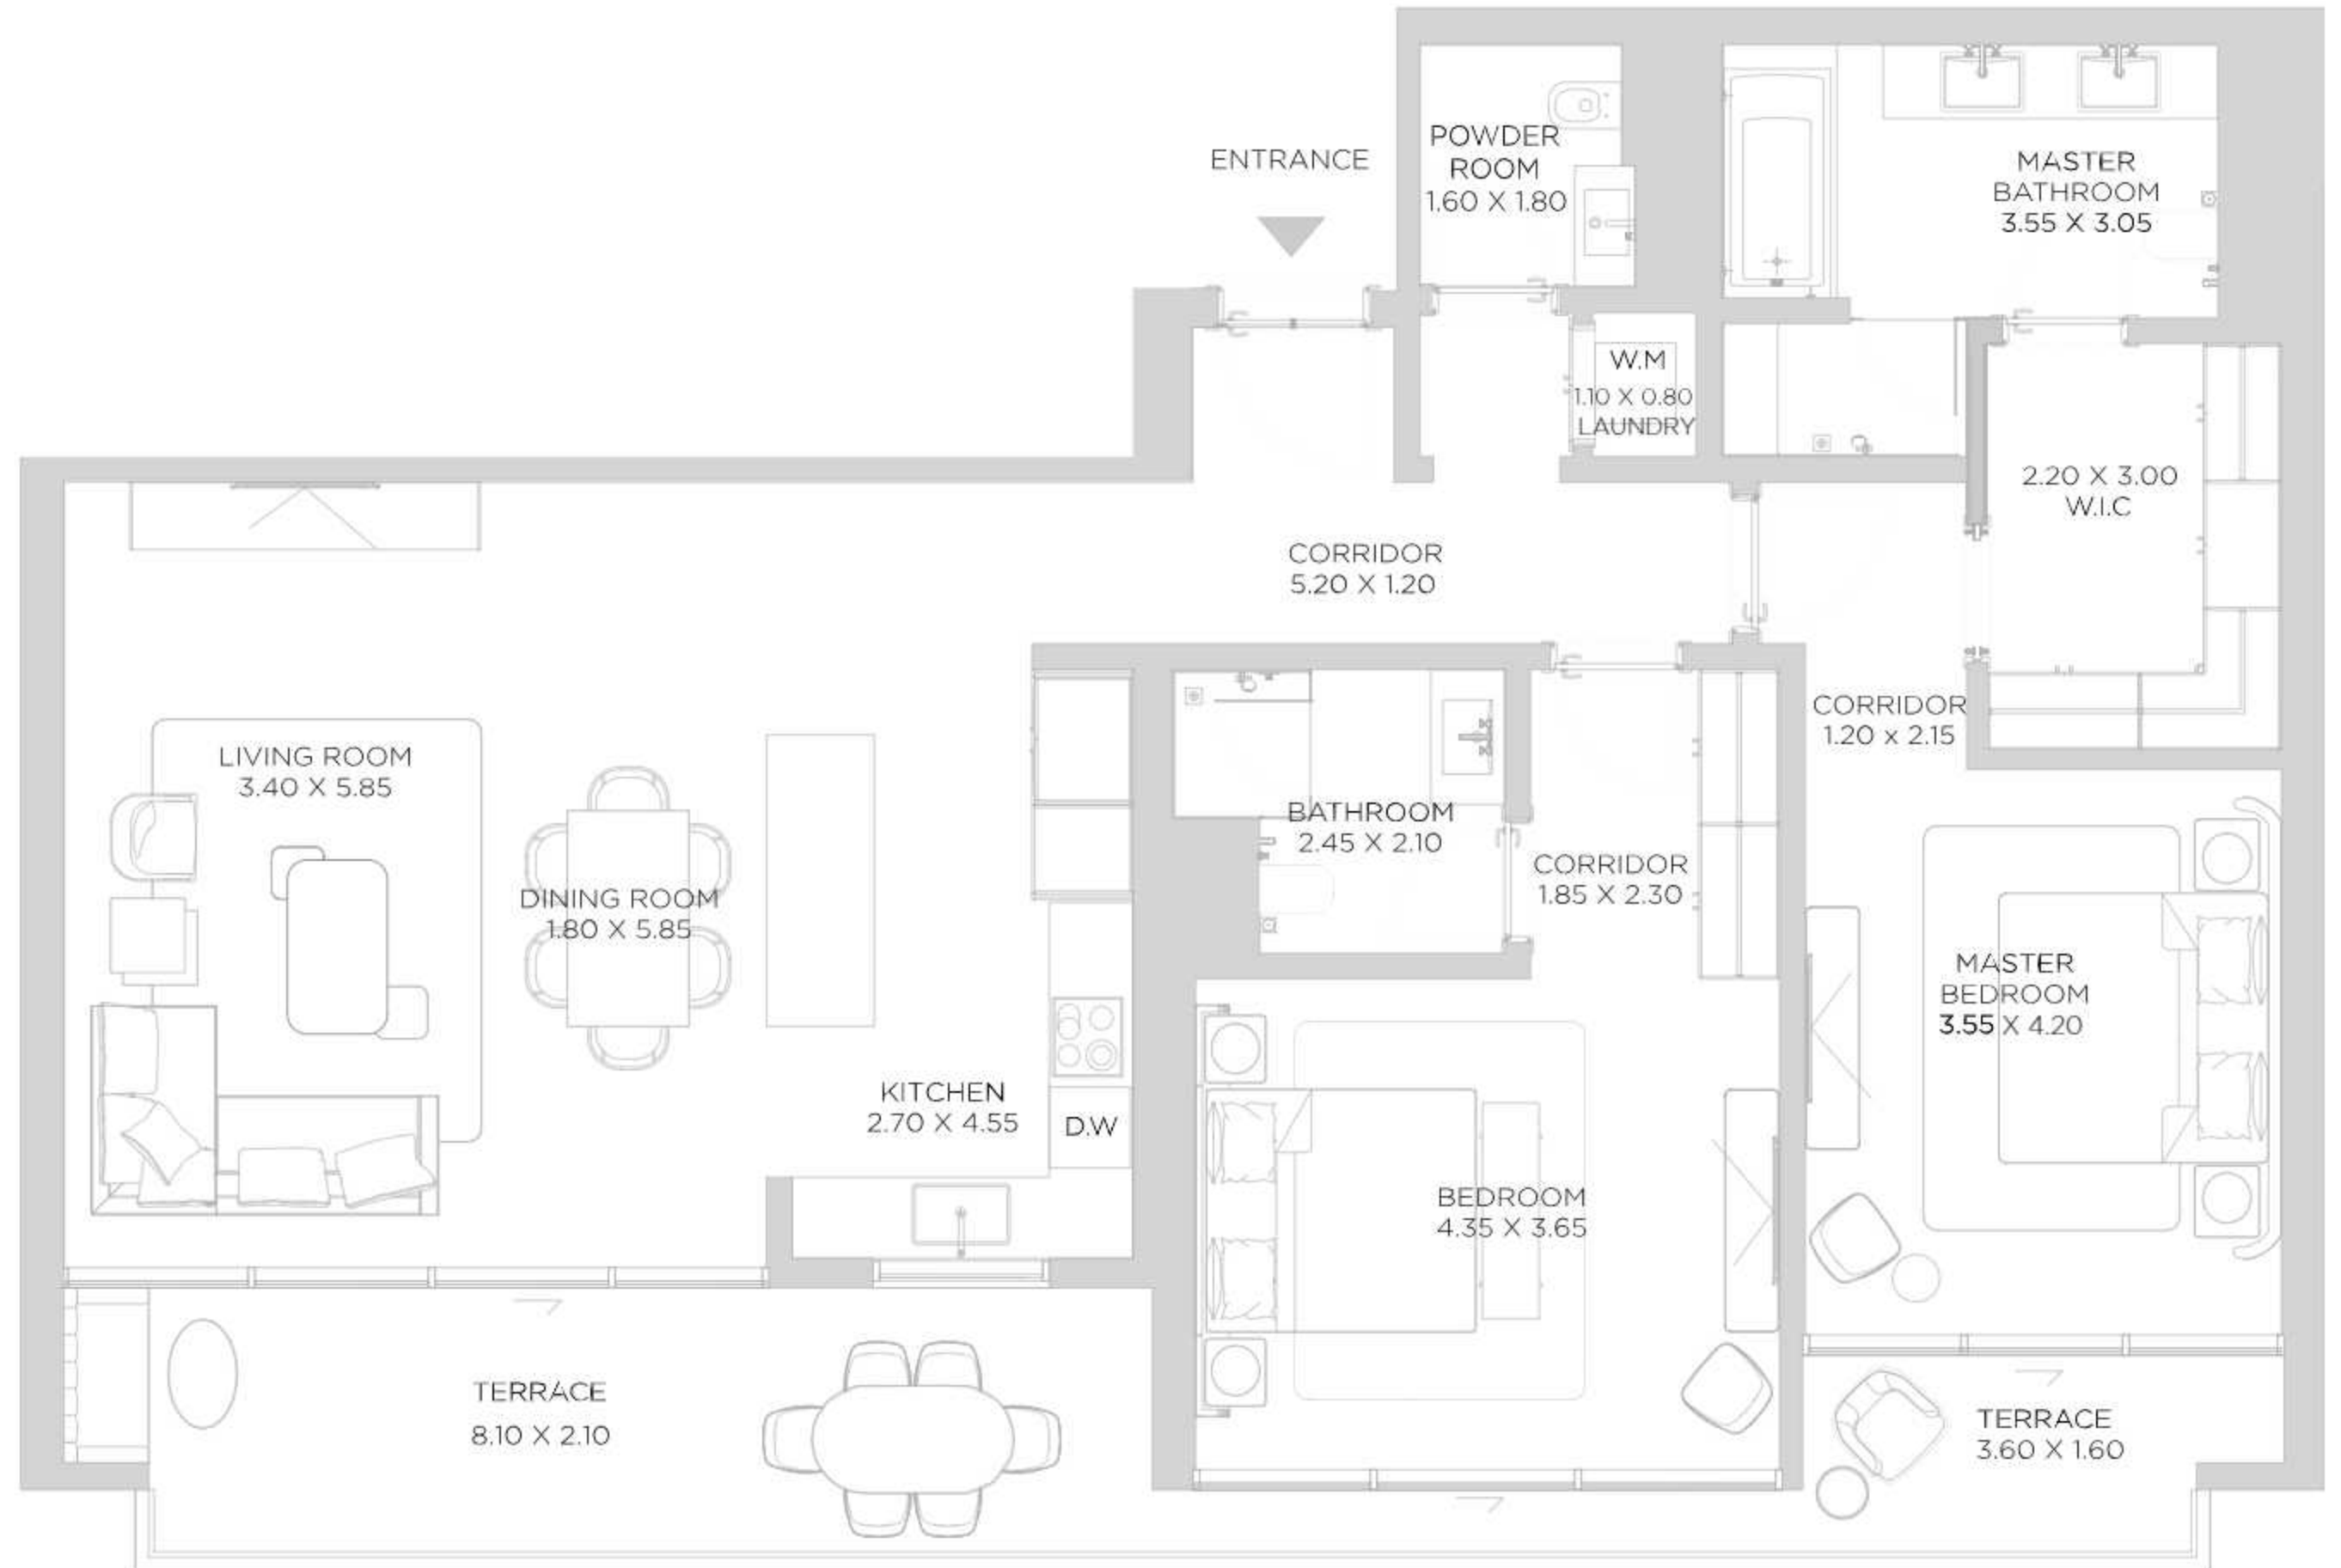 ENTRANCE
POWDER
ROOM
1.60 X 1.80
MASTER
BATHROOM
3.55 X 3.05
W.M
1.10 X 0.80
LAUNDRY
2.20 X 3.00
W.I.C
CORRIDOR
5.20 X 1.20
CORRIDOR
1.20 x 2.15
LIVING ROOM
3.40 X 5.85
DINING ROOM
1.80 X 5.85
BATHROOM
2.45 X 2.10
CORRIDOR
1.85 X 2.30
MASTER
BEDROOM
3.55 X 4.20
KITCHEN
2.70 X 4.55
D.W
BEDROOM
4.35 X 3.65
TERRACE
8.10 X 2.10
TERRACE
3.60 X 1.60